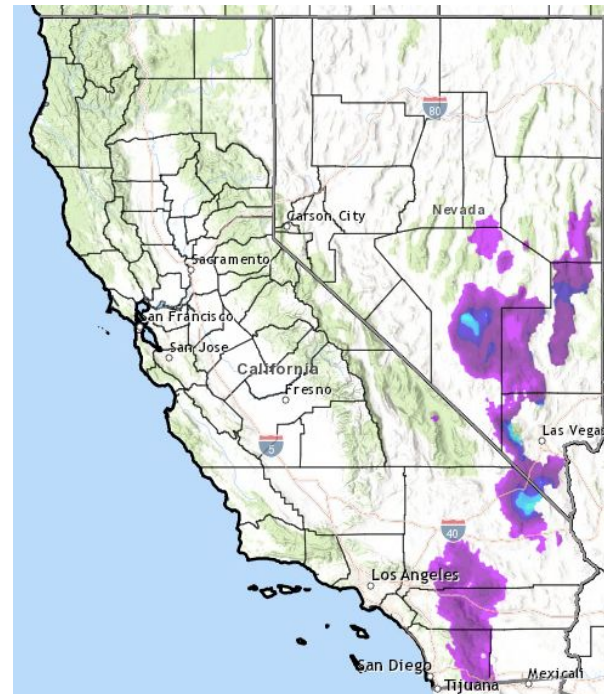 80
Nevada
Carson City
Sacramento
San Francisco
San Jose
California
Fresno
5
Las Vegas
40
Los Angeles
San Diego
Tijuana
Mexicali